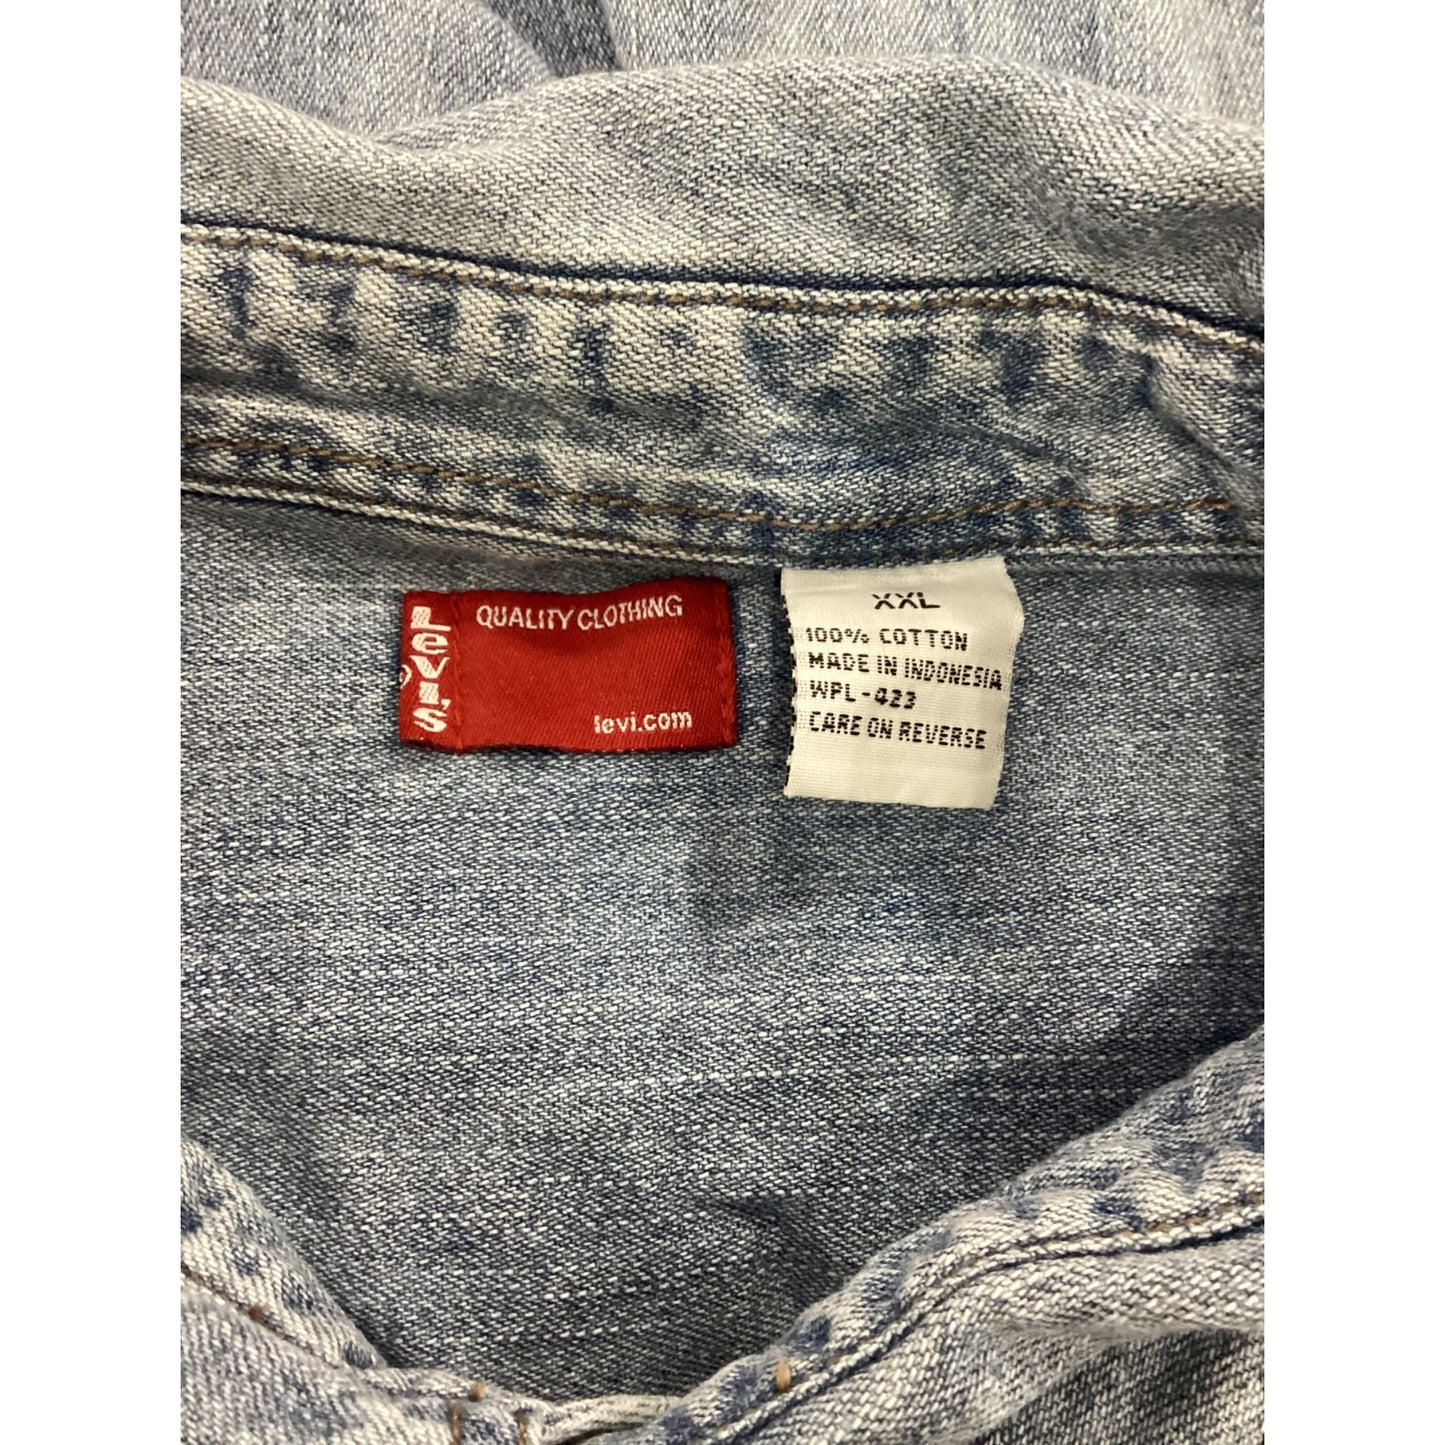 Levi's
QUALITY CLOTHING
levi.com
XXL
100% COTTON
MADE IN INDONESIA
WPL-423
CARE ON REVERSE